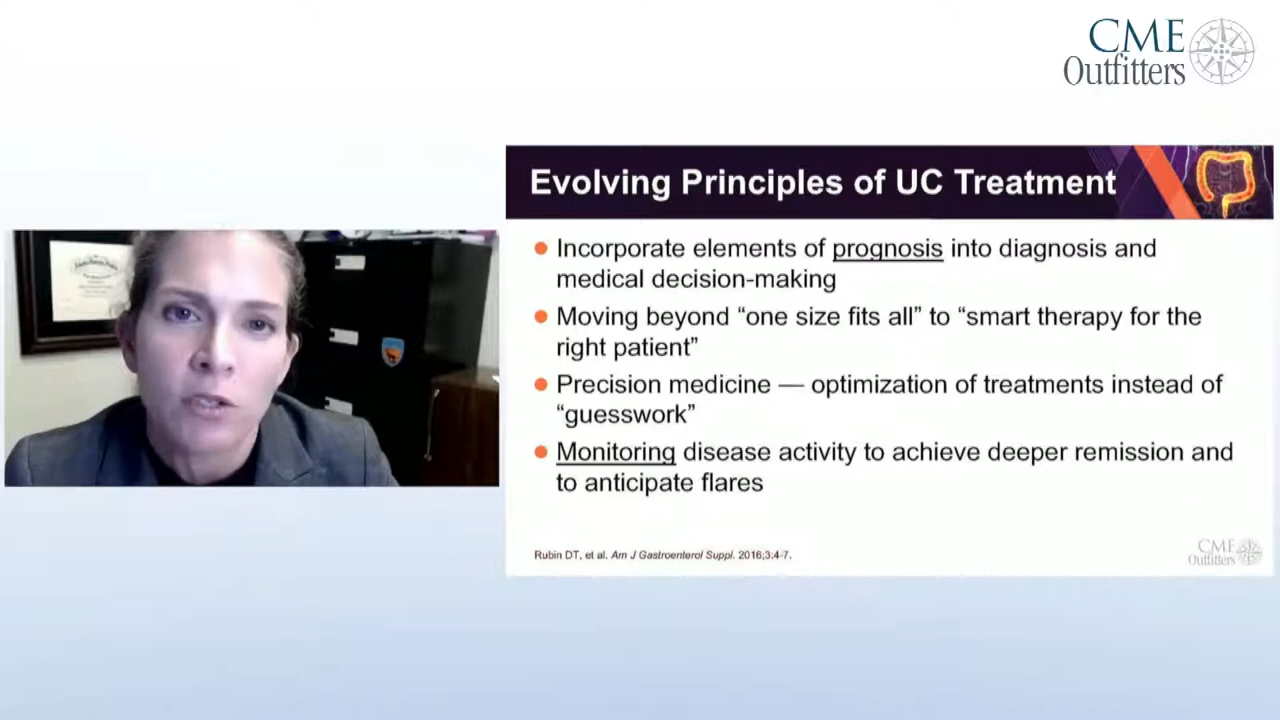 CME
Outfitters
Evolving Principles of UC Treatment
● Incorporate elements of prognosis into diagnosis and
medical decision-making
● Moving beyond “one size fits all” to “smart therapy for the
right patient”
● Precision medicine — optimization of treatments instead of
“guesswork”
● Monitoring disease activity to achieve deeper remission and
to anticipate flares
Rubin DT, et al. Am J Gastroenterol Suppl. 2016;3:4-7.
CME
Outfitters